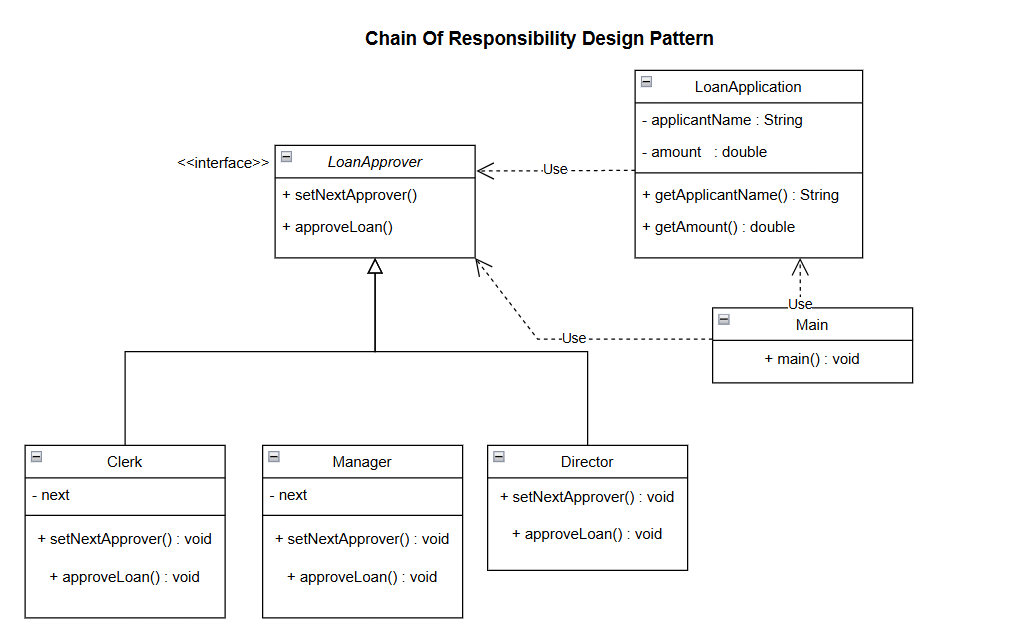 Chain Of Responsibility Design Pattern
LoanApplication
- applicantName : String
- amount : double
+ getApplicantName() : String
+ getAmount() : double
<<interface>>
LoanApprover
+ setNextApprover()
+ approveLoan()
Use
Use
Use
Main
+ main() : void
Clerk
- next
+ setNextApprover() : void
+ approveLoan() : void
Manager
- next
+ setNextApprover() : void
+ approveLoan() : void
Director
+ setNextApprover() : void
+ approveLoan() : void